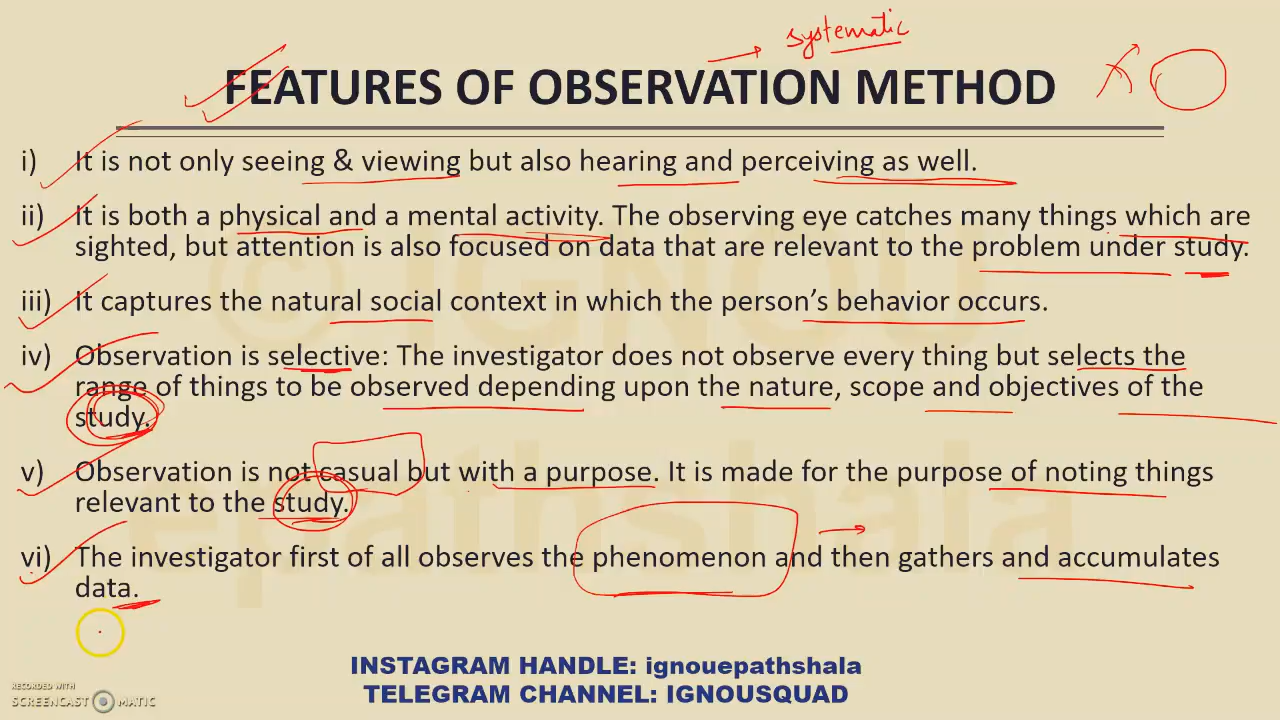 systematic
FEATURES OF OBSERVATION METHOD
i) It is not only seeing & viewing but also hearing and perceiving as well.
ii) It is both a physical and a mental activity. The observing eye catches many things which are
sighted, but attention is also focused on data that are relevant to the problem under study.
iii) It captures the natural social context in which the person's behavior occurs.
iv) Observation is selective: The investigator does not observe every thing but selects the
range of things to be observed depending upon the nature, scope and objectives of the
study.
v) Observation is not casual but with a purpose. It is made for the purpose of noting things
relevant to the study.
vi) The investigator first of all observes the phenomenon and then gathers and accumulates
data.
© IGNOU
epathshala
INSTAGRAM HANDLE: ignouepathshala
TELEGRAM CHANNEL: IGNOUSQUAD
RECORDED WITH
SCREENCAST MATIC